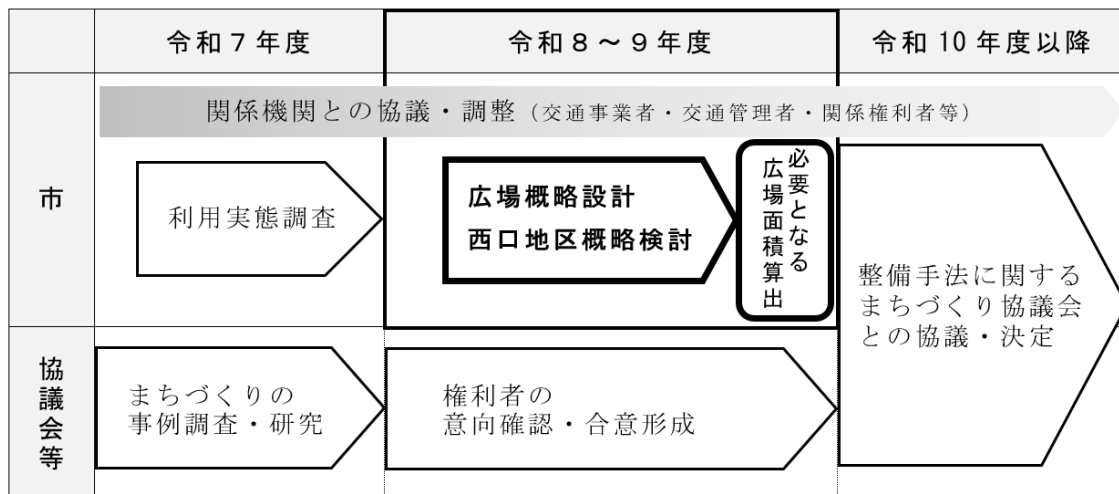 令和７年度
令和８～９年度
令和 10 年度以降
市
関係機関との協議・調整（交通事業者・交通管理者・関係権利者等）
利用実態調査
広場概略設計
西口地区概略検討
必要となる
広場面積算出
整備手法に関する
まちづくり協議会
との協議・決定
協議会等
まちづくりの
事例調査・研究
権利者の
意向確認・合意形成